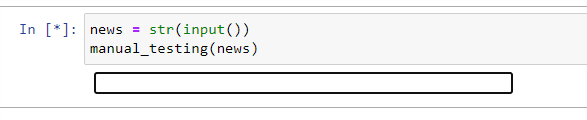 In [*]: news = str(input())
manual_testing(news)